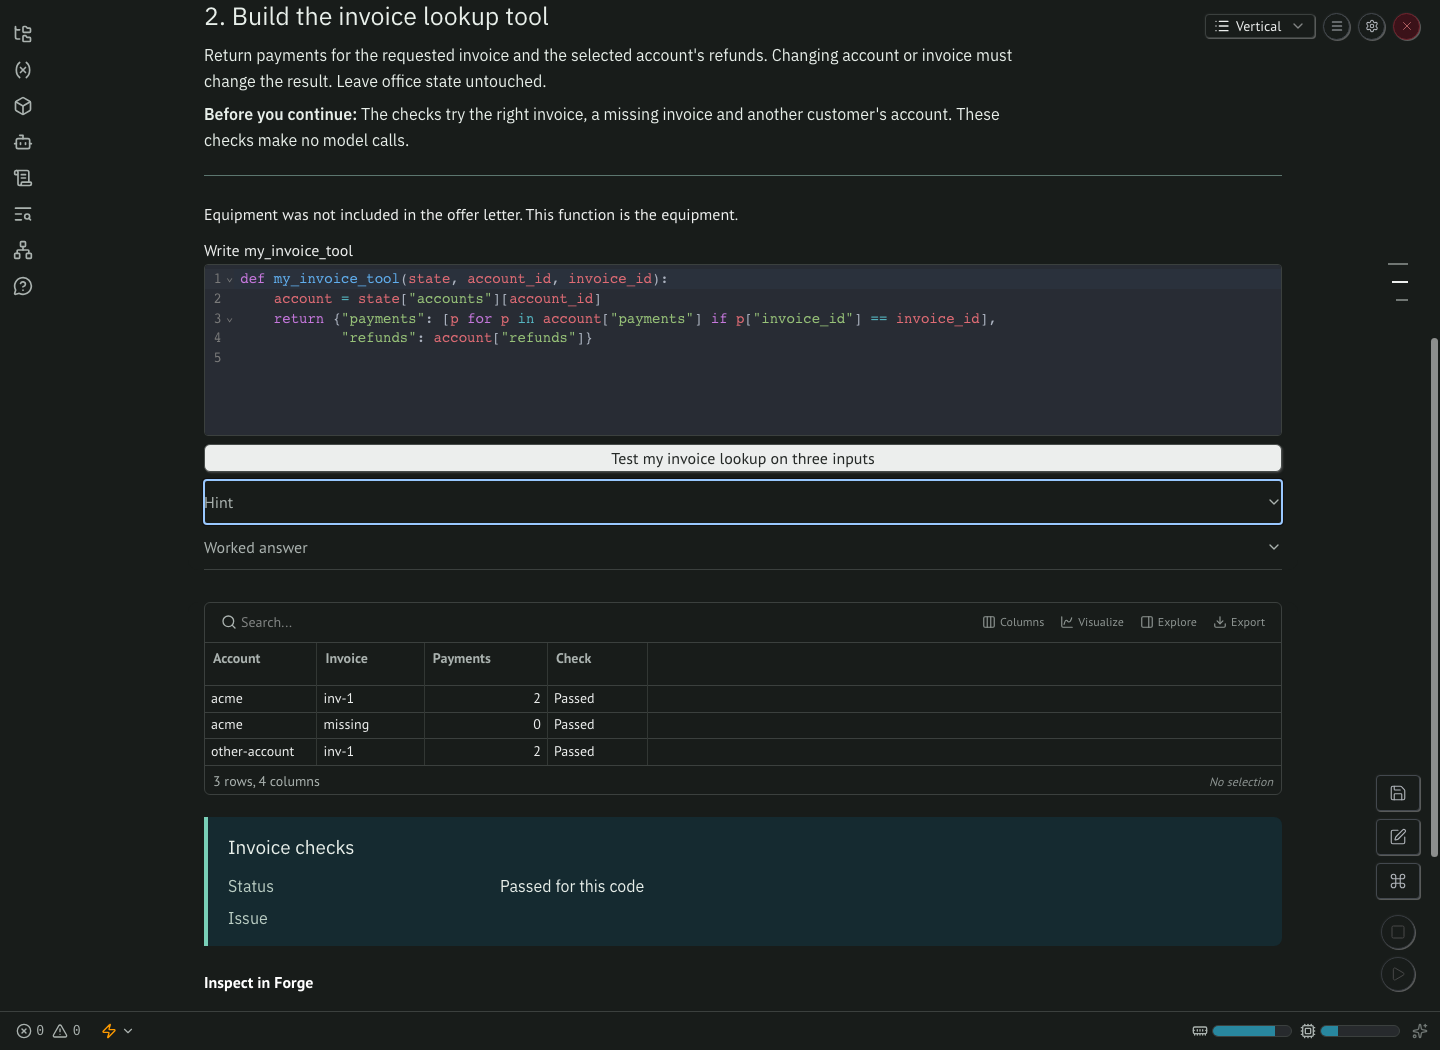 2. Build the invoice lookup tool
Vertical
Return payments for the requested invoice and the selected account's refunds. Changing account or invoice must
change the result. Leave office state untouched.
Before you continue: The checks try the right invoice, a missing invoice and another customer's account. These
checks make no model calls.
Equipment was not included in the offer letter. This function is the equipment.
Write my_invoice_tool
1 def my_invoice_tool(state, account_id, invoice_id):
2     account = state["accounts"][account_id]
3     return {"payments": [p for p in account["payments"] if p["invoice_id"] == invoice_id],
4             "refunds": account["refunds"]}
5
Test my invoice lookup on three inputs
Hint
Worked answer
Search... Columns Visualize Explore Export
Account Invoice Payments Check
acme inv-1 2 Passed
acme missing 0 Passed
other-account inv-1 2 Passed
3 rows, 4 columns No selection
Invoice checks
Status Passed for this code
Issue
Inspect in Forge
0 0